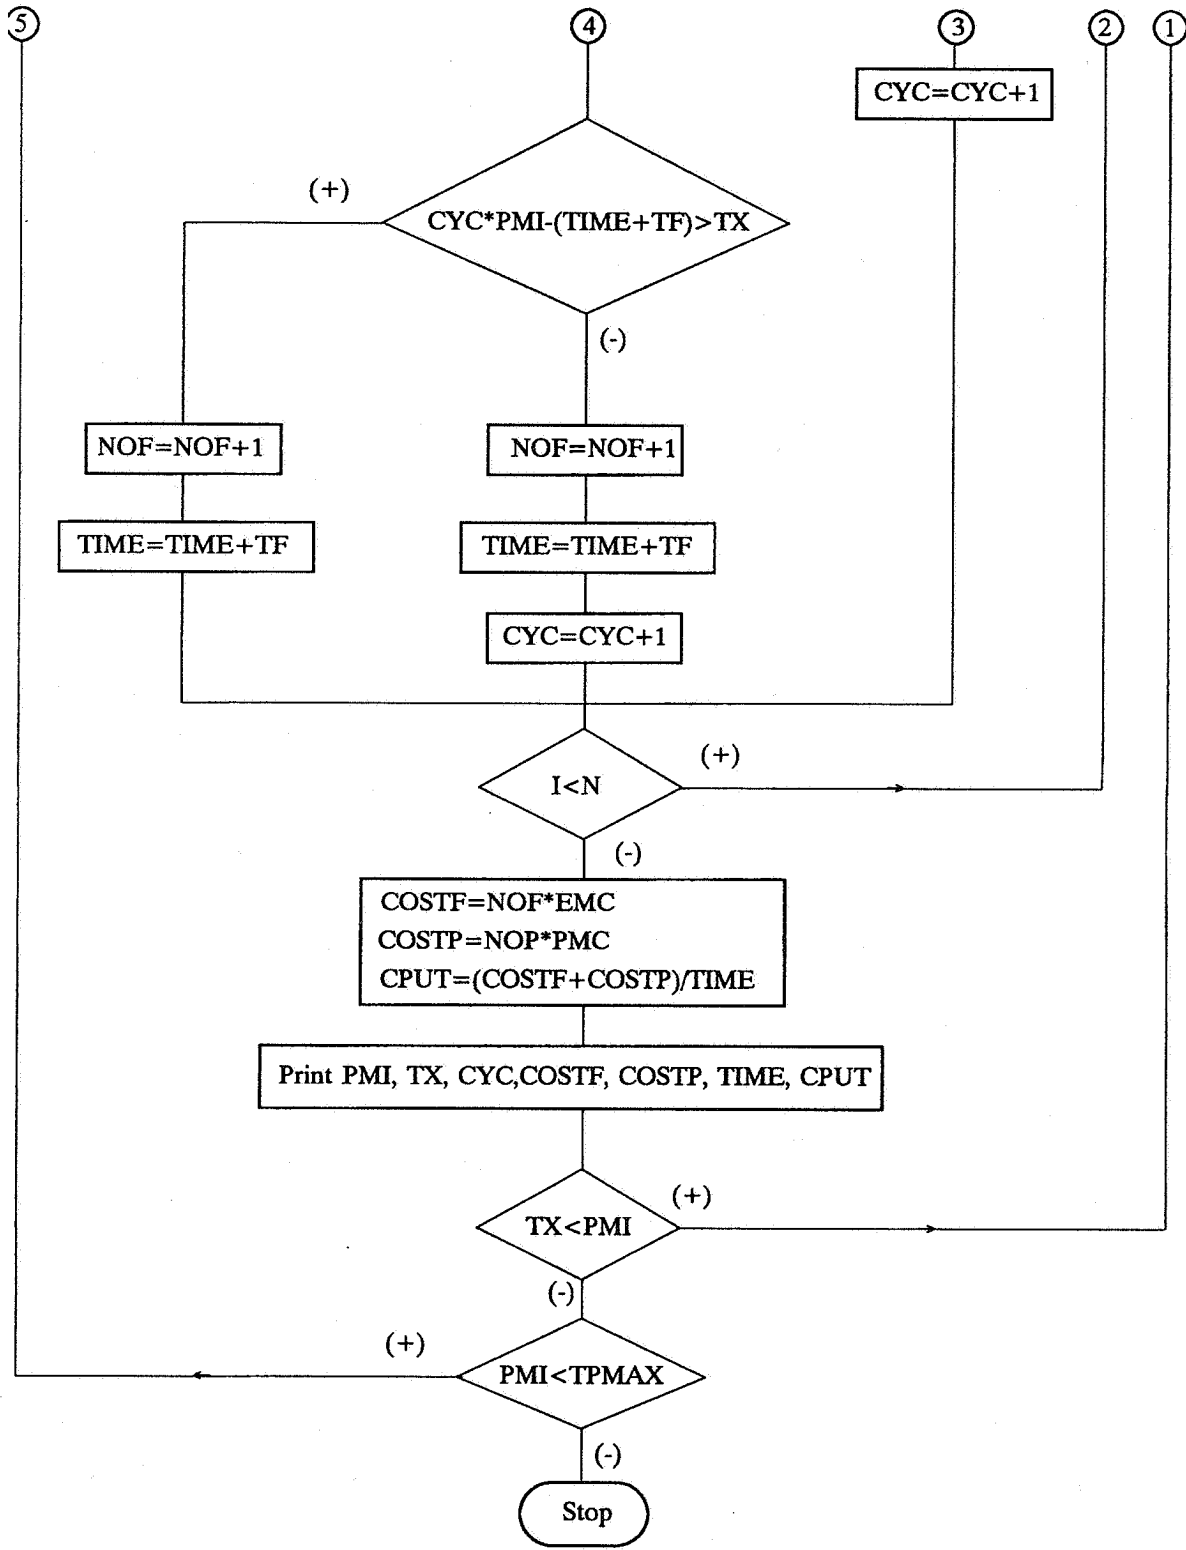 5
4
3
2
1
CYC=CYC+1
(+)
CYC*PMI-(TIME+TF)>TX
(-)
NOF=NOF+1
NOF=NOF+1
TIME=TIME+TF
TIME=TIME+TF
CYC=CYC+1
I<N
(+)
(-)
COSTF=NOF*EMC
COSTP=NOP*PMC
CPUT=(COSTF+COSTP)/TIME
Print PMI, TX, CYC,COSTF, COSTP, TIME, CPUT
(+)
TX<PMI
(-)
(+)
PMI<TPMAX
(-)
Stop